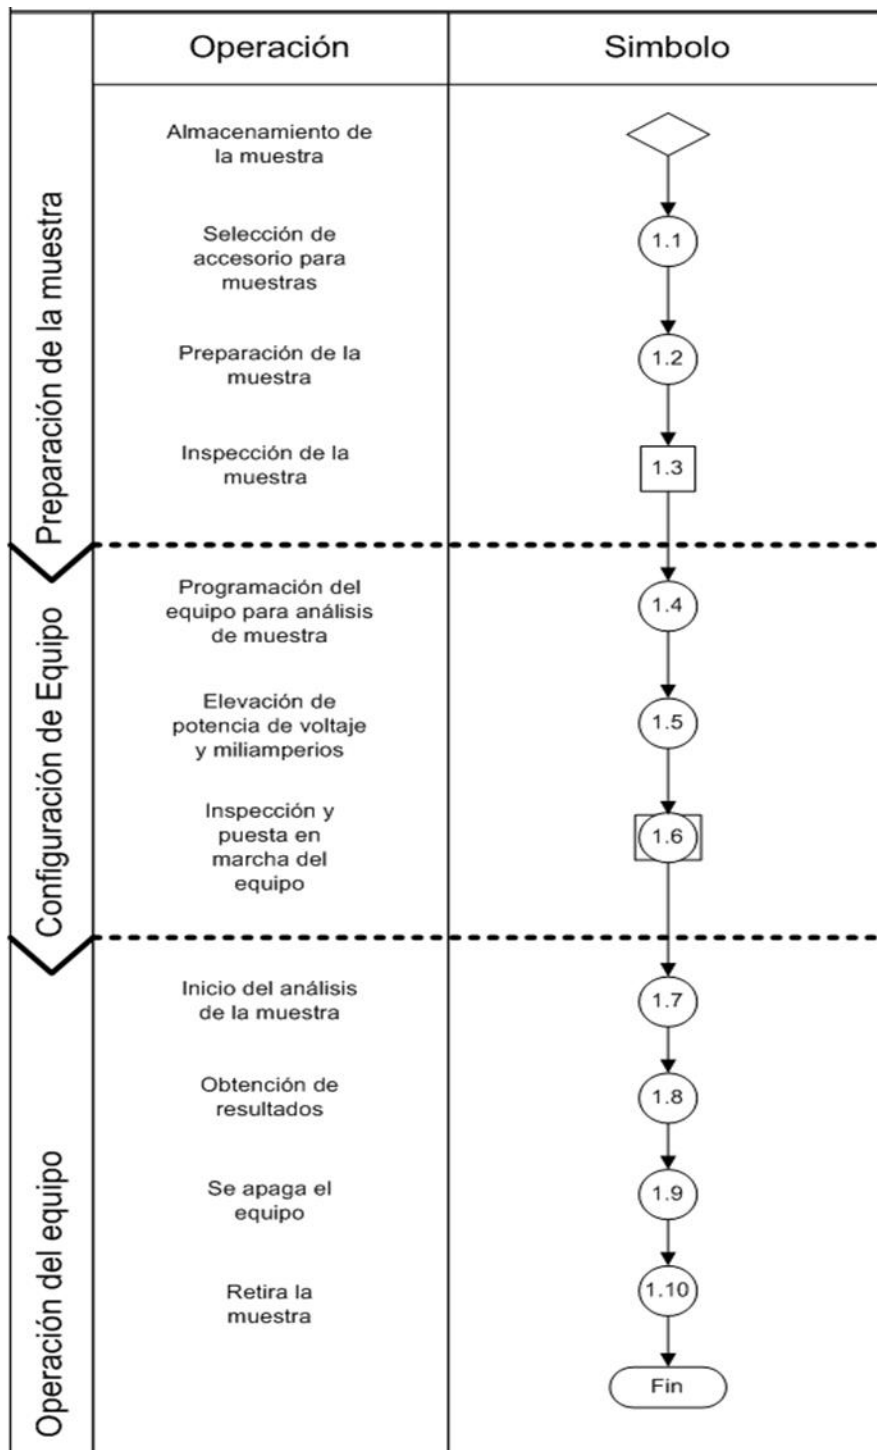 Operación
Simbolo
Preparación de la muestra
Almacenamiento de
la muestra
Selección de
accesorio para
muestras
1.1
Preparación de la
muestra
1.2
Inspección de la
muestra
1.3
Configuración de Equipo
Programación del
equipo para análisis
de muestra
1.4
Elevación de
potencia de voltaje
y miliamperios
1.5
Inspección y
puesta en
marcha del
equipo
1.6
Operación del equipo
Inicio del análisis
de la muestra
1.7
Obtención de
resultados
1.8
Se apaga el
equipo
1.9
Retira la
muestra
1.10
Fin